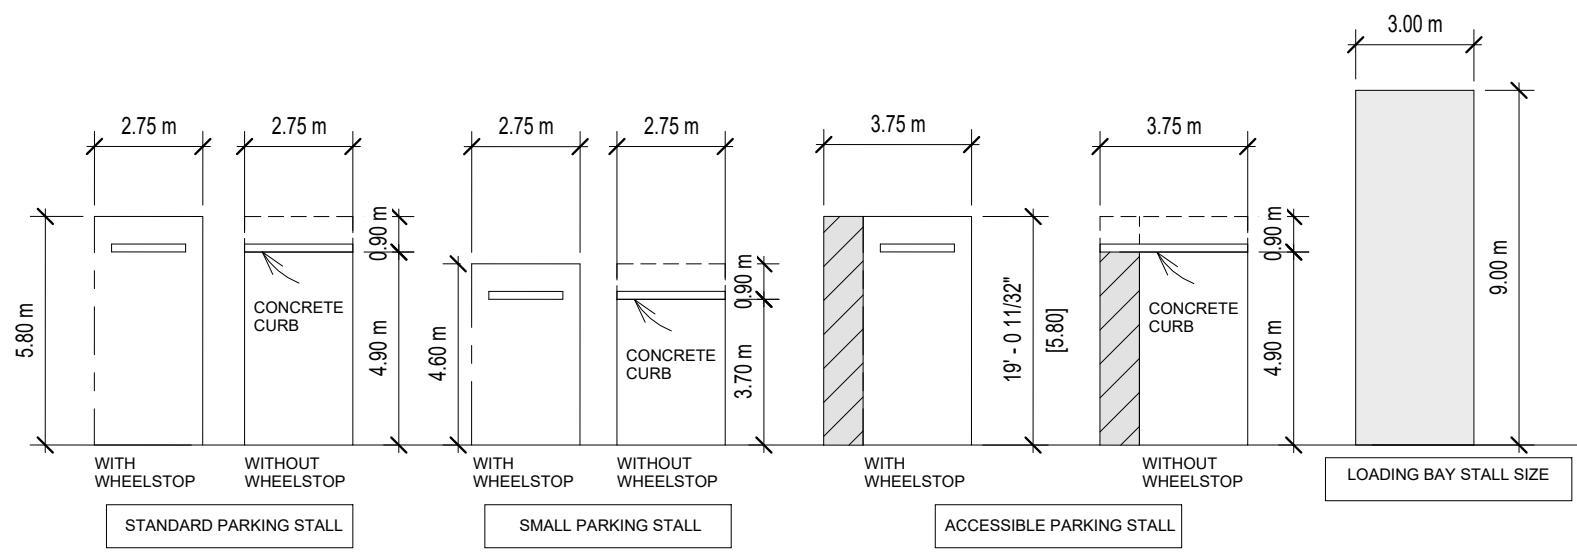 3.00 m
2.75 m
2.75 m
2.75 m
2.75 m
3.75 m
3.75 m
5.80 m
0.90 m
4.90 m
CONCRETE
CURB
4.60 m
0.90 m
3.70 m
CONCRETE
CURB
19' - 0 11/32"
[5.80]
0.90 m
4.90 m
CONCRETE
CURB
9.00 m
WITH
WHEELSTOP
WITHOUT
WHEELSTOP
WITH
WHEELSTOP
WITHOUT
WHEELSTOP
WITH
WHEELSTOP
WITHOUT
WHEELSTOP
LOADING BAY STALL SIZE
STANDARD PARKING STALL
SMALL PARKING STALL
ACCESSIBLE PARKING STALL